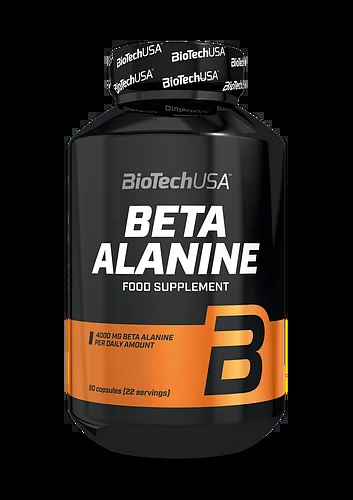 BioTechUSA
BioTechUSA
BioTechUSA
BioTechUSA
BioTechUSA
BETA
ALANINE
FOOD SUPPLEMENT
4000 MG BETA ALANINE
PER DAILY AMOUNT
B
90 capsules (22 servings)